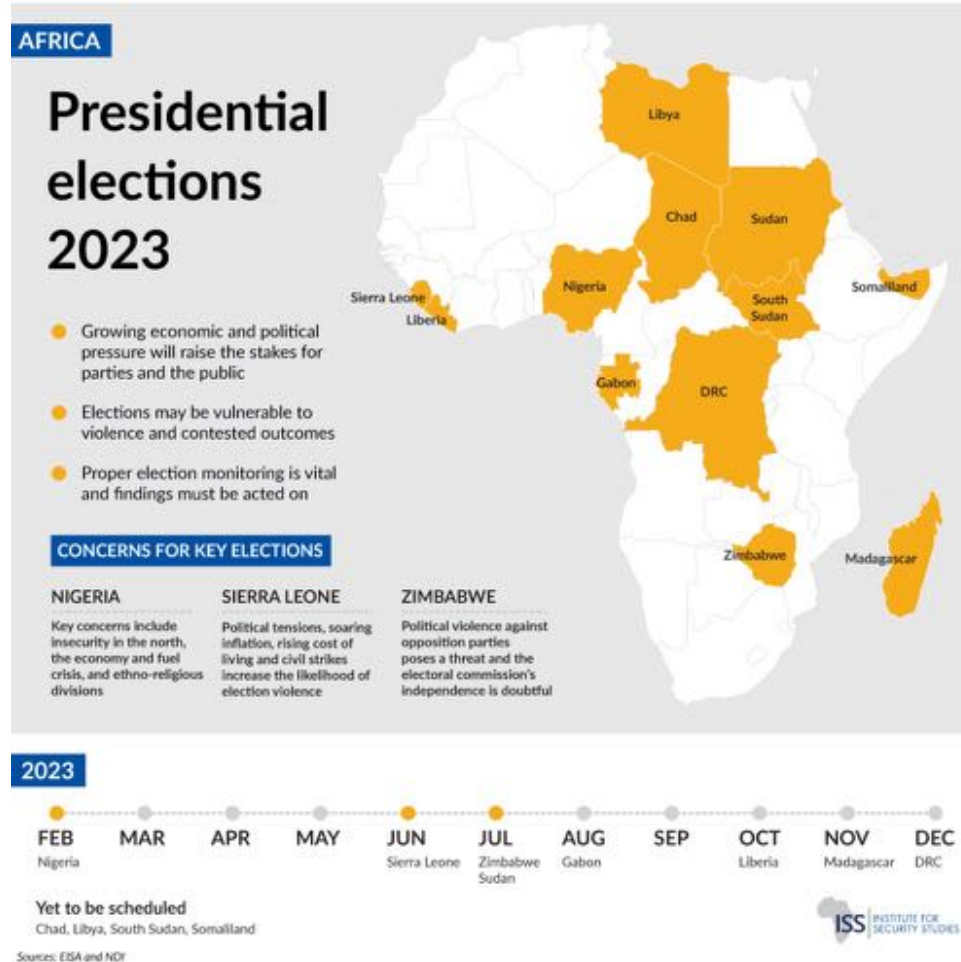 AFRICA
Presidential
elections
2023
Growing economic and political
pressure will raise the stakes for
parties and the public
Elections may be vulnerable to
violence and contested outcomes
Proper election monitoring is vital
and findings must be acted on
Libya
Chad
Sudan
Nigeria
Somaliland
Sierra Leone
Liberia
South
Sudan
Gabon
DRC
Zimbabwe
Madagascar
CONCERNS FOR KEY ELECTIONS
NIGERIA
Key concerns include
insecurity in the north,
the economy and fuel
crisis, and ethno-religious
divisions
SIERRA LEONE
Political tensions, soaring
inflation, rising cost of
living and civil strikes
increase the likelihood of
election violence
ZIMBABWE
Political violence against
opposition parties
poses a threat and the
electoral commission's
independence is doubtful
2023
FEB MAR APR MAY JUN JUL AUG SEP OCT NOV DEC
Nigeria Sierra Leone Zimbabwe Gabon Liberia Madagascar DRC
Sudan
Yet to be scheduled
Chad, Libya, South Sudan, Somaliland
ISS INSTITUTE FOR
SECURITY STUDIES
Sources: EISA and NDI